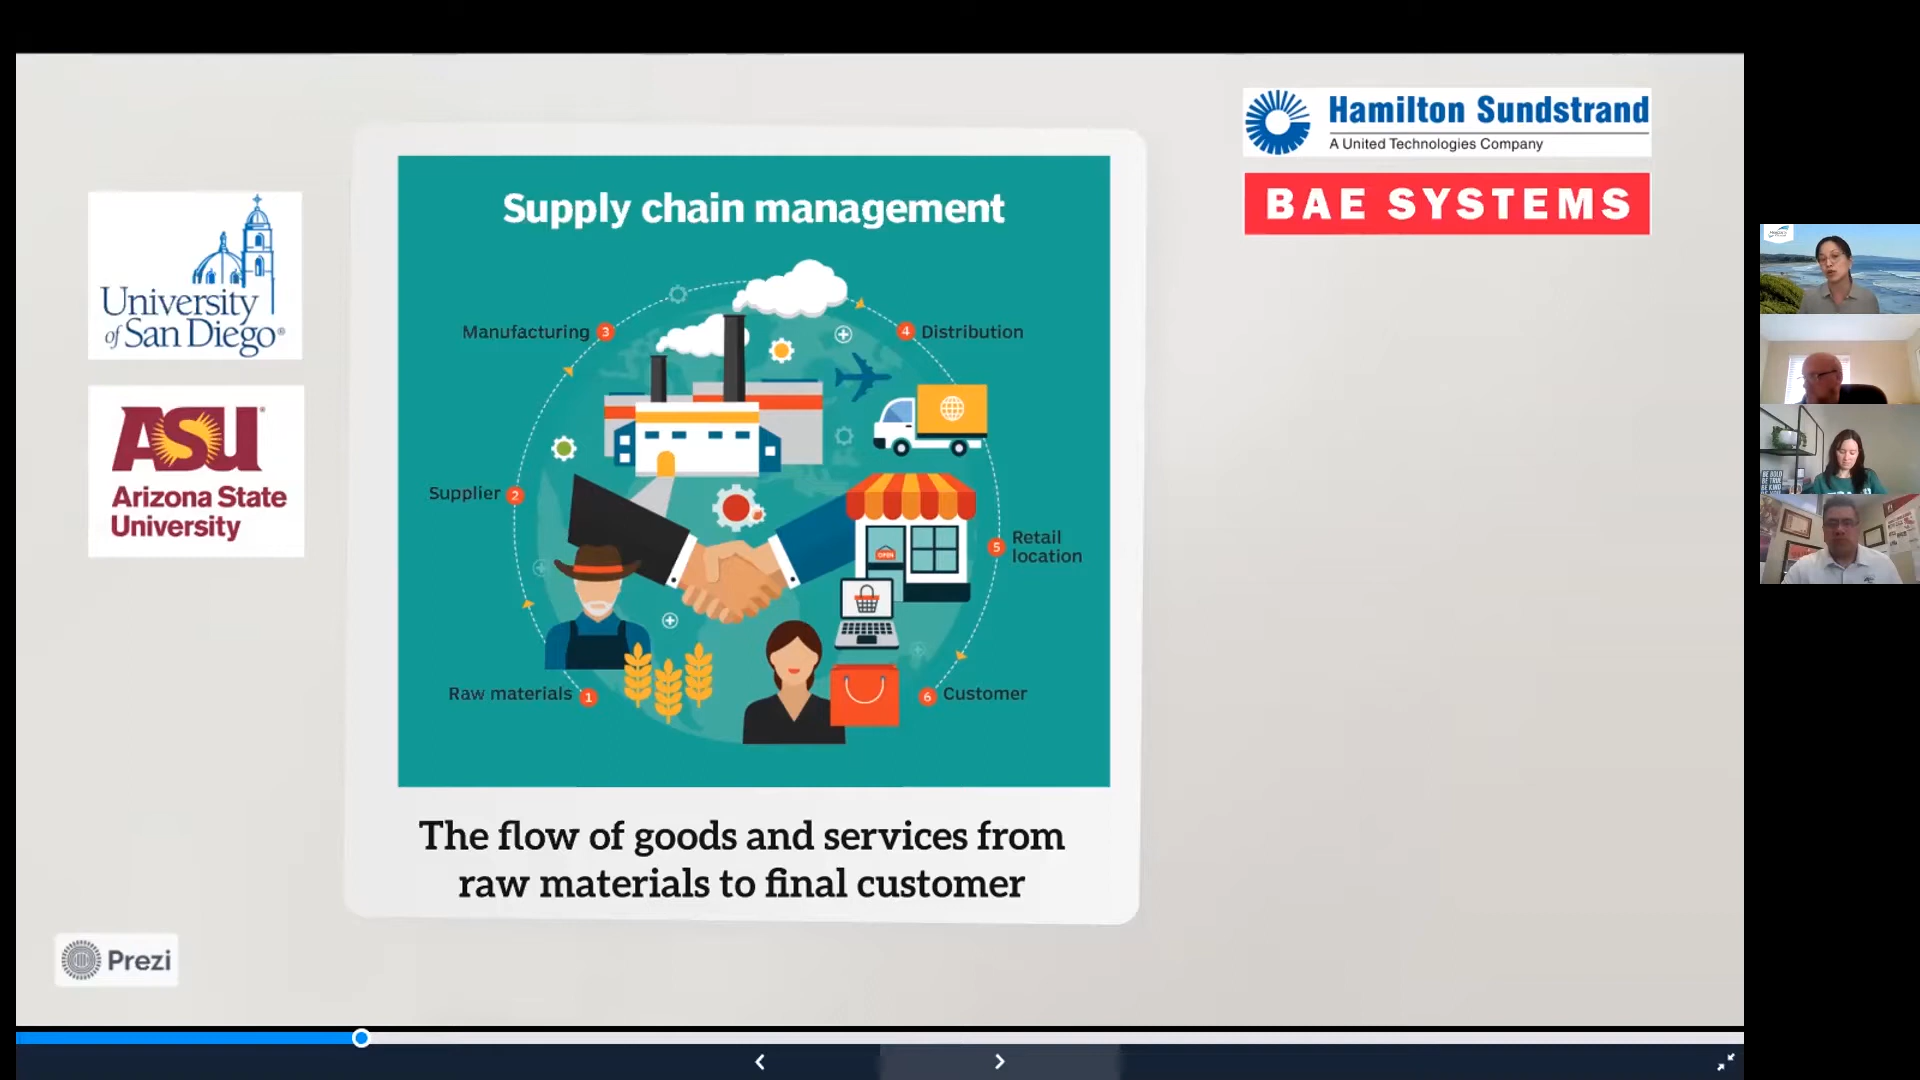 University
of San Diego®
ASU
Arizona State
University
Supply chain management
Manufacturing 3
4 Distribution
Supplier 2
OPEN
5 Retail
location
Raw materials 1
6 Customer
The flow of goods and services from
raw materials to final customer
Hamilton Sundstrand
A United Technologies Company
BAE SYSTEMS
Prezi